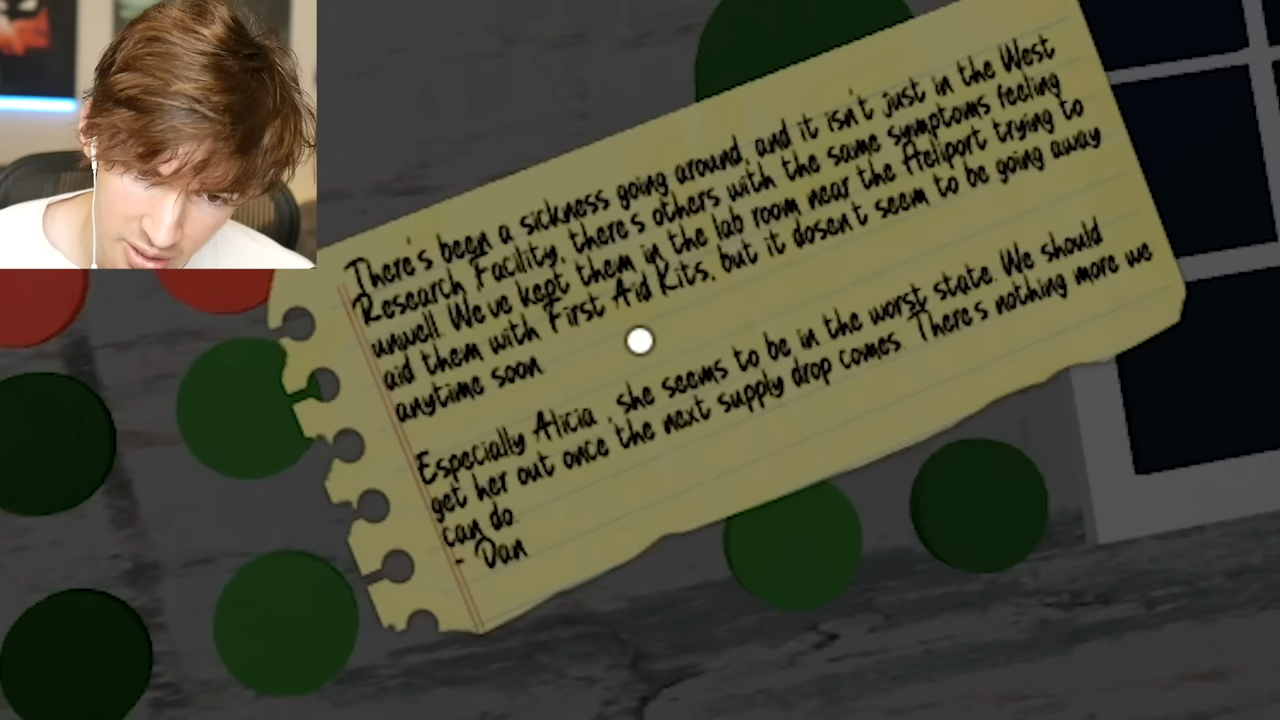 There's been a sickness going around, and it isn't just in the West
Research Facility, there's others with the same symptoms feeling
unwell. We've kept them in the lab room near the Heliport trying to
aid them with First Aid Kits, but it dosen't seem to be going away
anytime soon.
Especially Alicia , she seems to be in the worst state. We should
get her out once the next supply drop comes. There's nothing more we
can do.
- Dan